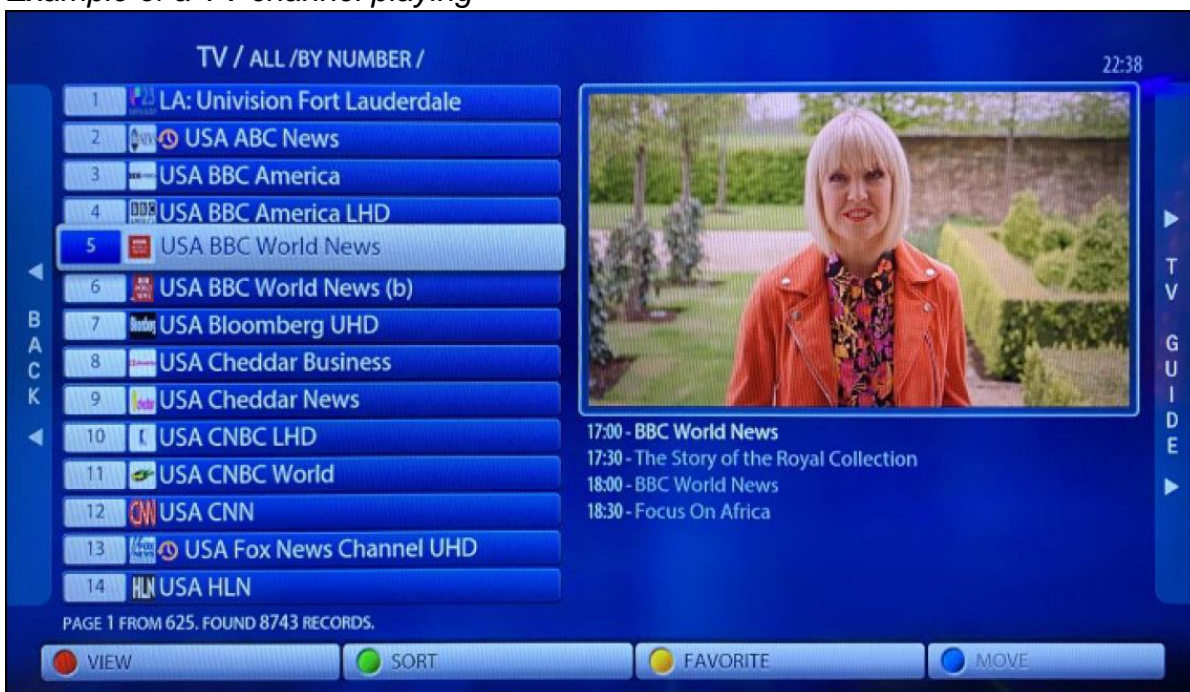 Example of a TV channel playing
TV / ALL /BY NUMBER /
22:38
1 LA: Univision Fort Lauderdale
2 USA ABC News
3 USA BBC America
4 BBC USA BBC America LHD
5 USA BBC World News
6 USA BBC World News (b)
7 USA Bloomberg UHD
8 USA Cheddar Business
9 USA Cheddar News
10 USA CNBC LHD
11 USA CNBC World
12 CNN USA CNN
13 USA Fox News Channel UHD
14 HLN USA HLN
PAGE 1 FROM 625. FOUND 8743 RECORDS.
BACK
17:00 - BBC World News
17:30 - The Story of the Royal Collection
18:00 - BBC World News
18:30 - Focus On Africa
TV GUIDE
VIEW
SORT
FAVORITE
MOVE